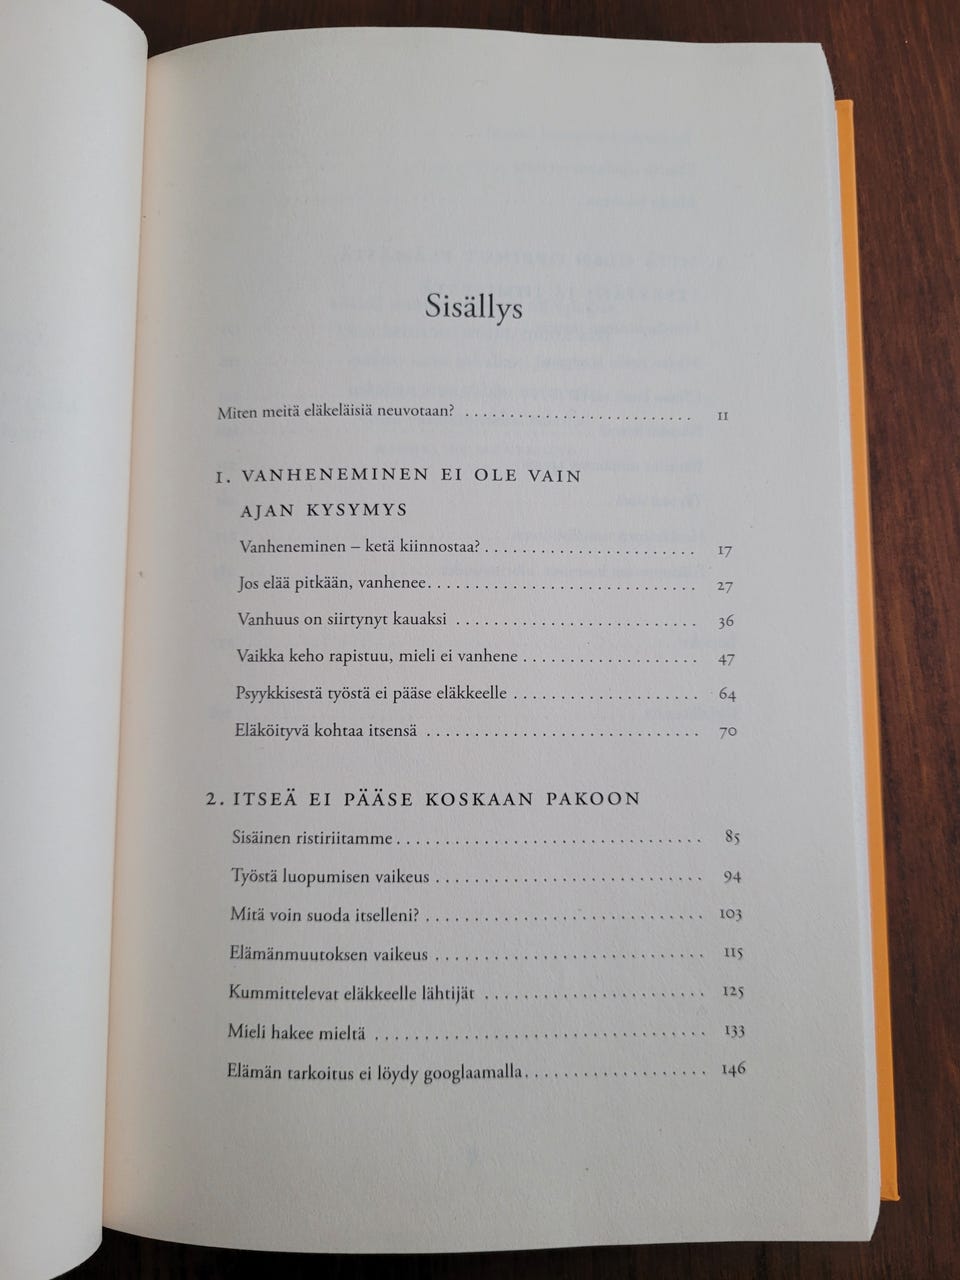 Sisällys
Miten meitä eläkeläisiä neuvotaan? ........................ 11
1. VANHENEMINEN EI OLE VAIN
AJAN KYSYMYS
Vanheneminen – ketä kiinnostaa? ........................ 17
Jos elää pitkään, vanhenee ............................. 27
Vanhuus on siirtynyt kauaksi ........................... 36
Vaikka keho rapistuu, mieli ei vanhene ................... 47
Psyykkisestä työstä ei pääse eläkkeelle .................... 64
Eläköityvä kohtaa itsensä .............................. 70
2. ITSEÄ EI PÄÄSE KOSKAAN PAKOON
Sisäinen ristiriitamme ................................. 85
Työstä luopumisen vaikeus ............................. 94
Mitä voin suoda itselleni? .............................. 103
Elämänmuutoksen vaikeus ............................. 115
Kummittelevat eläkkeelle lähtijät ........................ 125
Mieli hakee mieltä ................................... 133
Elämän tarkoitus ei löydy googlaamalla .................... 146